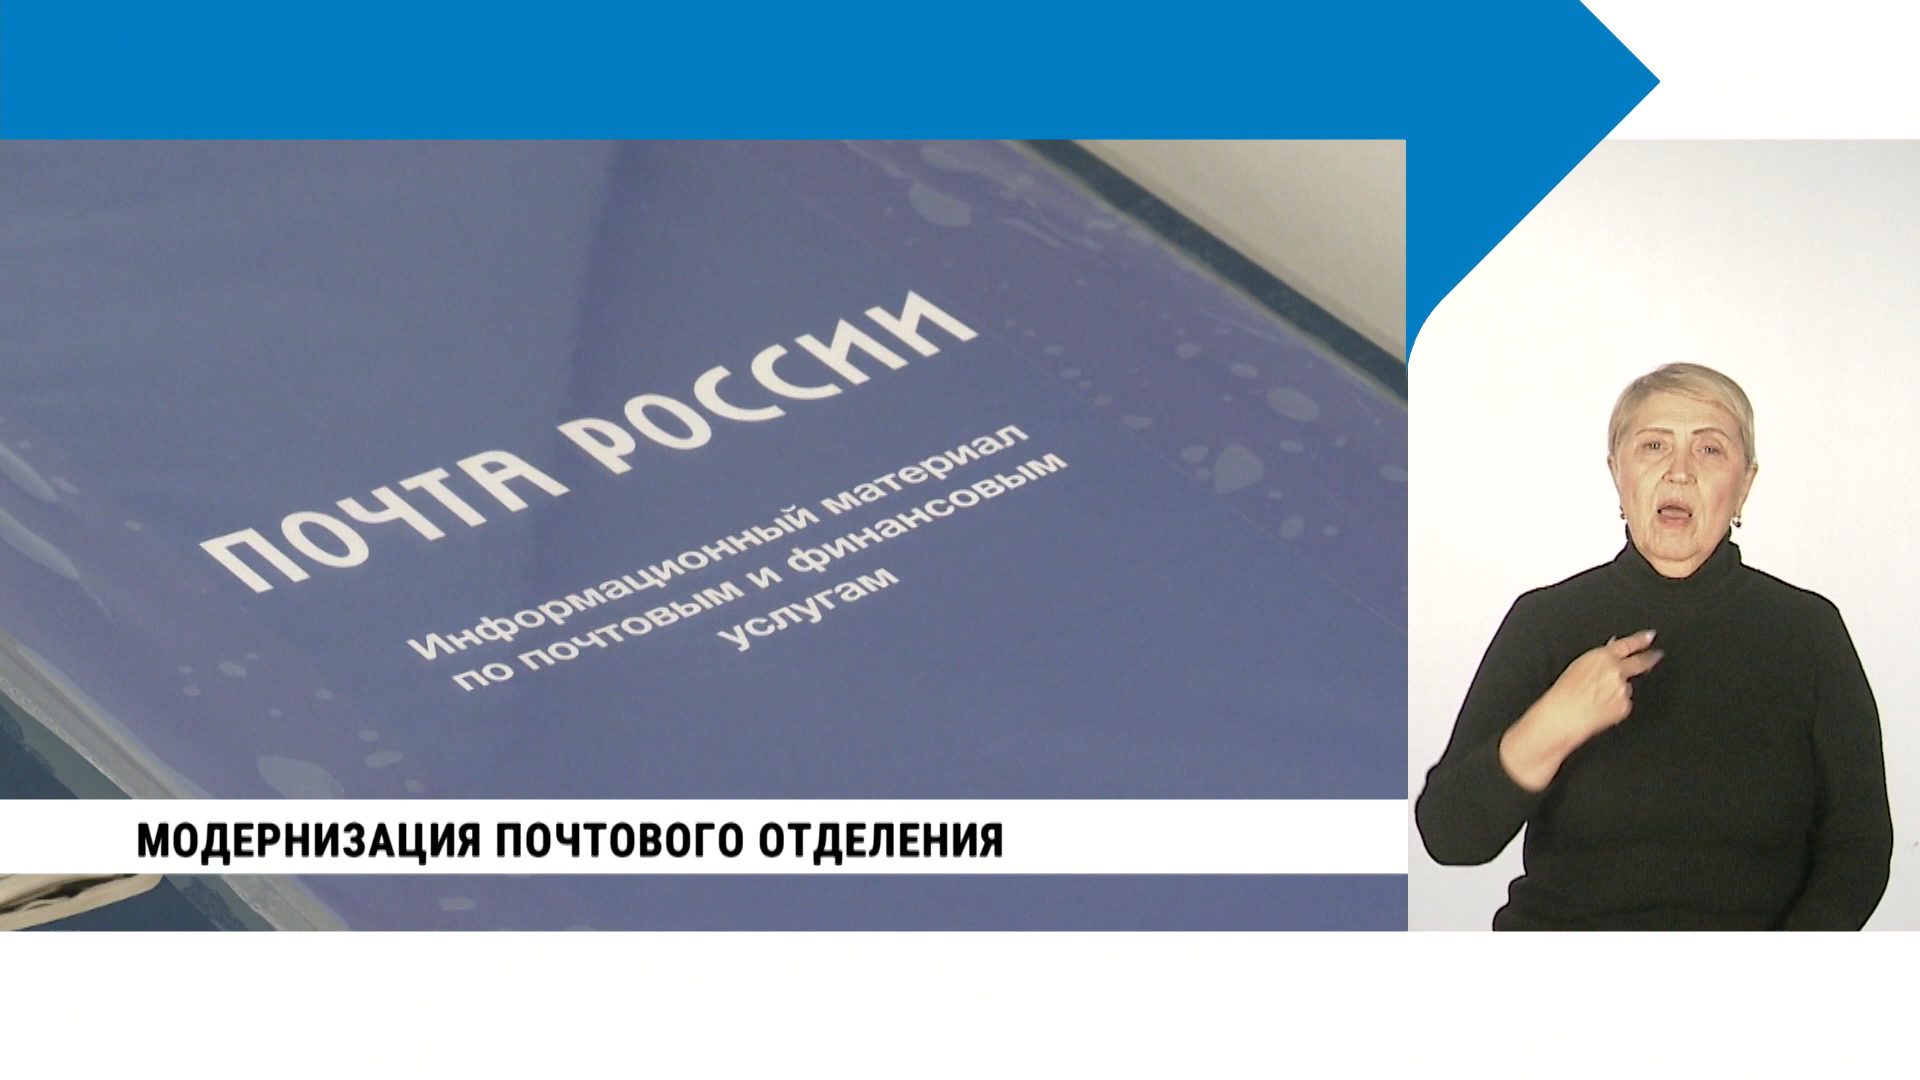 ПОЧТА РОССИИ
Информационный материал
по почтовым и финансовым
услугам
МОДЕРНИЗАЦИЯ ПОЧТОВОГО ОТДЕЛЕНИЯ